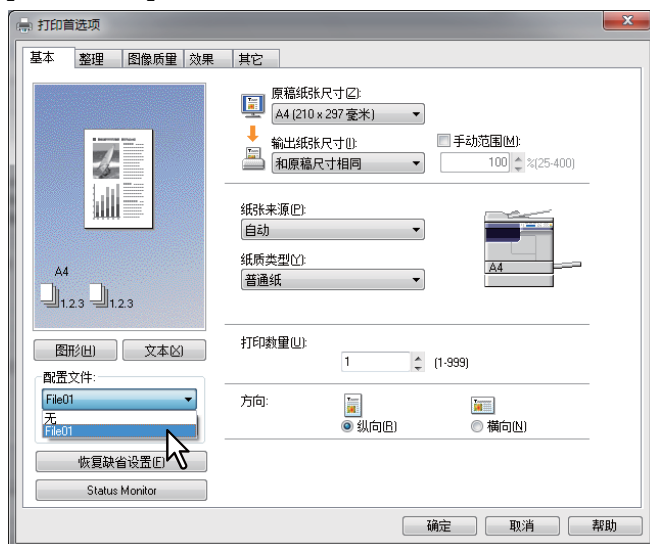 打印首选项
基本 整理 图像质量 效果 其它
原稿纸张尺寸(Z):
A4 (210 x 297 毫米)
输出纸张尺寸(I):
和原稿尺寸相同
手动范围(M):
100 %(25-400)
纸张来源(P):
自动
纸质类型(Y):
普通纸
A4
A4
1.2.3 1.2.3
图形(H) 文本(X)
打印数量(U):
1 (1-999)
配置文件:
File01
无
File01
方向:
纵向(R) 横向(N)
恢复缺省设置(F)
Status Monitor
确定 取消 帮助